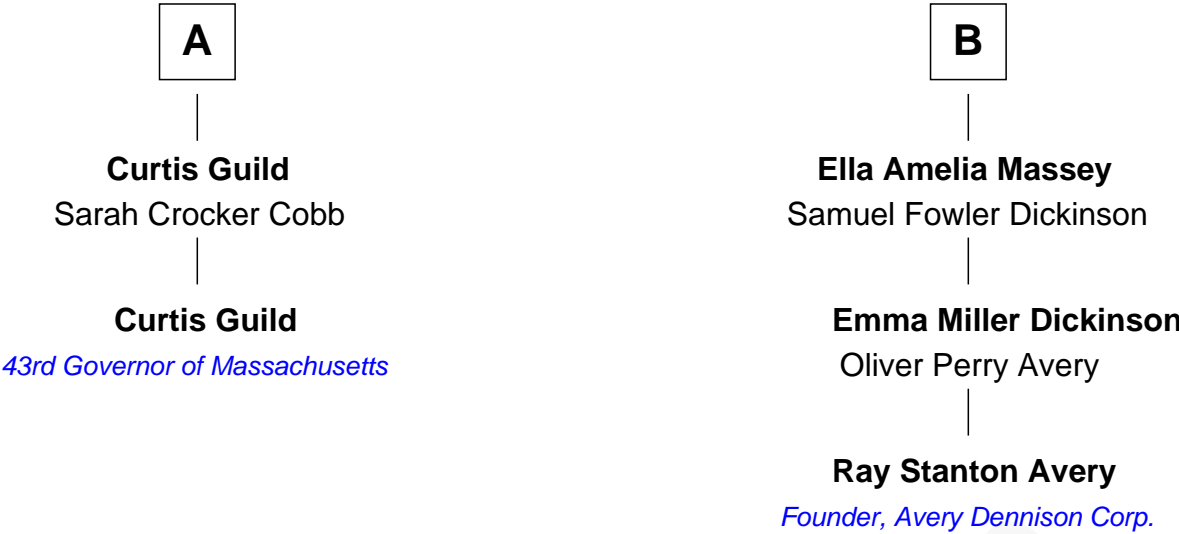 A
Curtis Guild
Sarah Crocker Cobb
Curtis Guild
43rd Governor of Massachusetts
B
Ella Amelia Massey
Samuel Fowler Dickinson
Emma Miller Dickinson
Oliver Perry Avery
Ray Stanton Avery
Founder, Avery Dennison Corp.